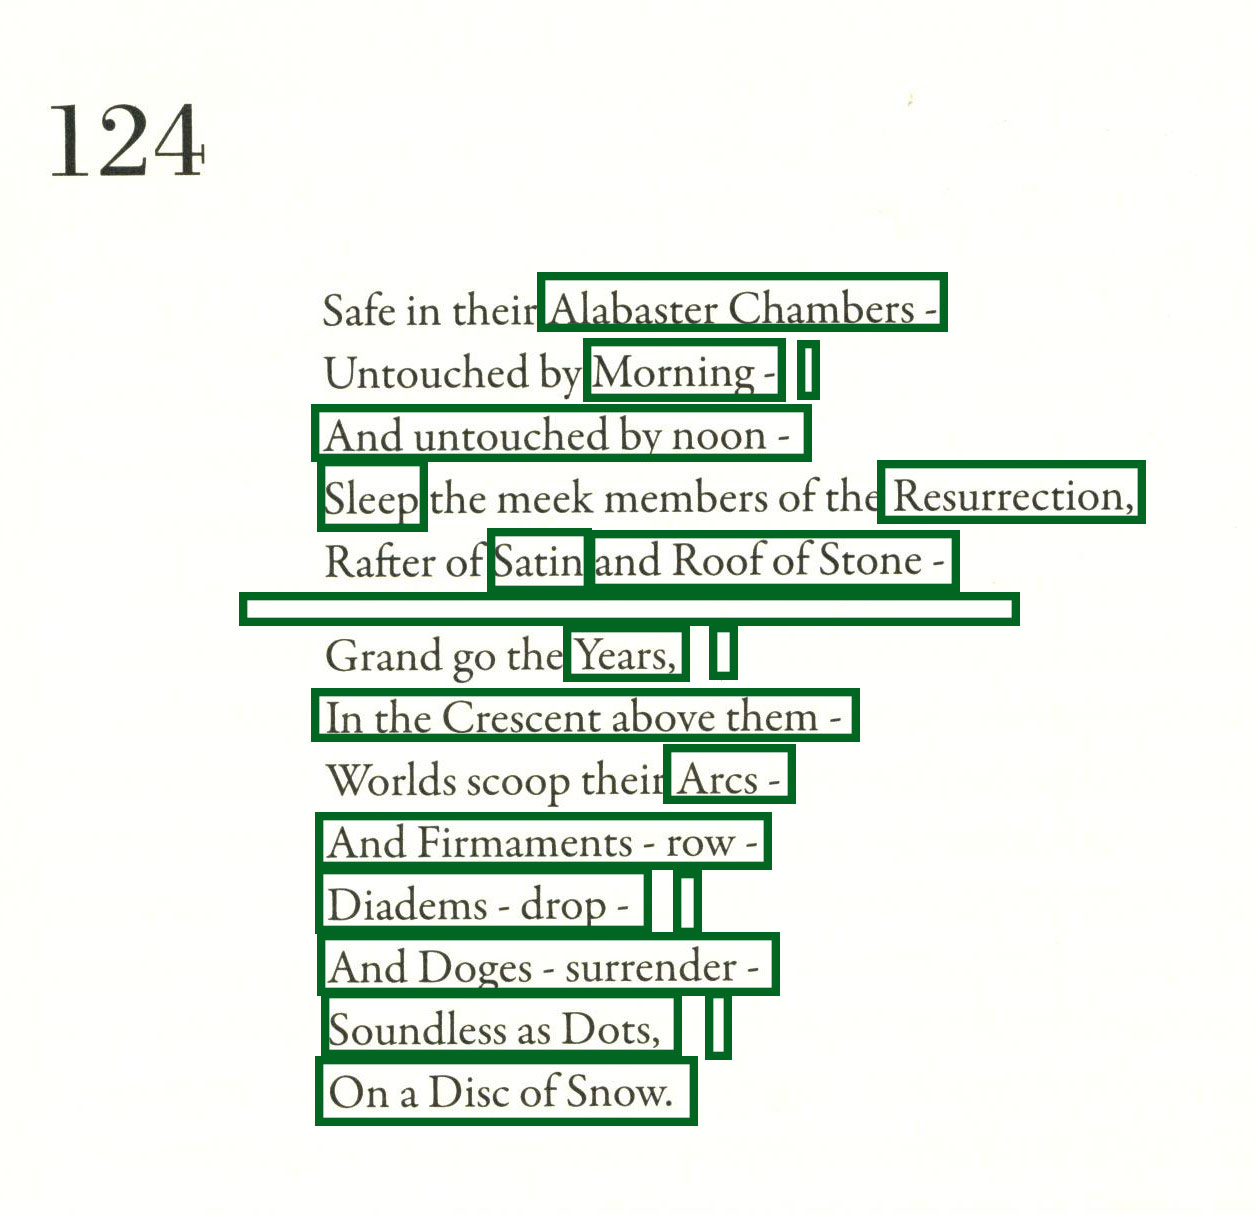 124
Safe in their Alabaster Chambers -
Untouched by Morning -
And untouched by noon -
Sleep the meek members of the Resurrection,
Rafter of Satin and Roof of Stone -
Grand go the Years,
In the Crescent above them -
Worlds scoop their Arcs -
And Firmaments - row -
Diadems - drop -
And Doges - surrender -
Soundless as Dots,
On a Disc of Snow.